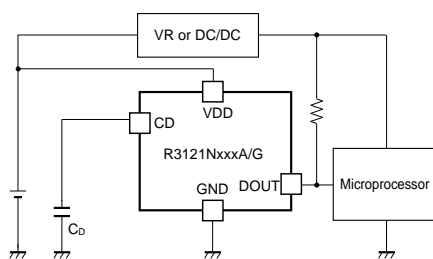 VR or DC/DC
VDD
CD
R3121NxxxA/G
GND
DOUT
Microprocessor
CD